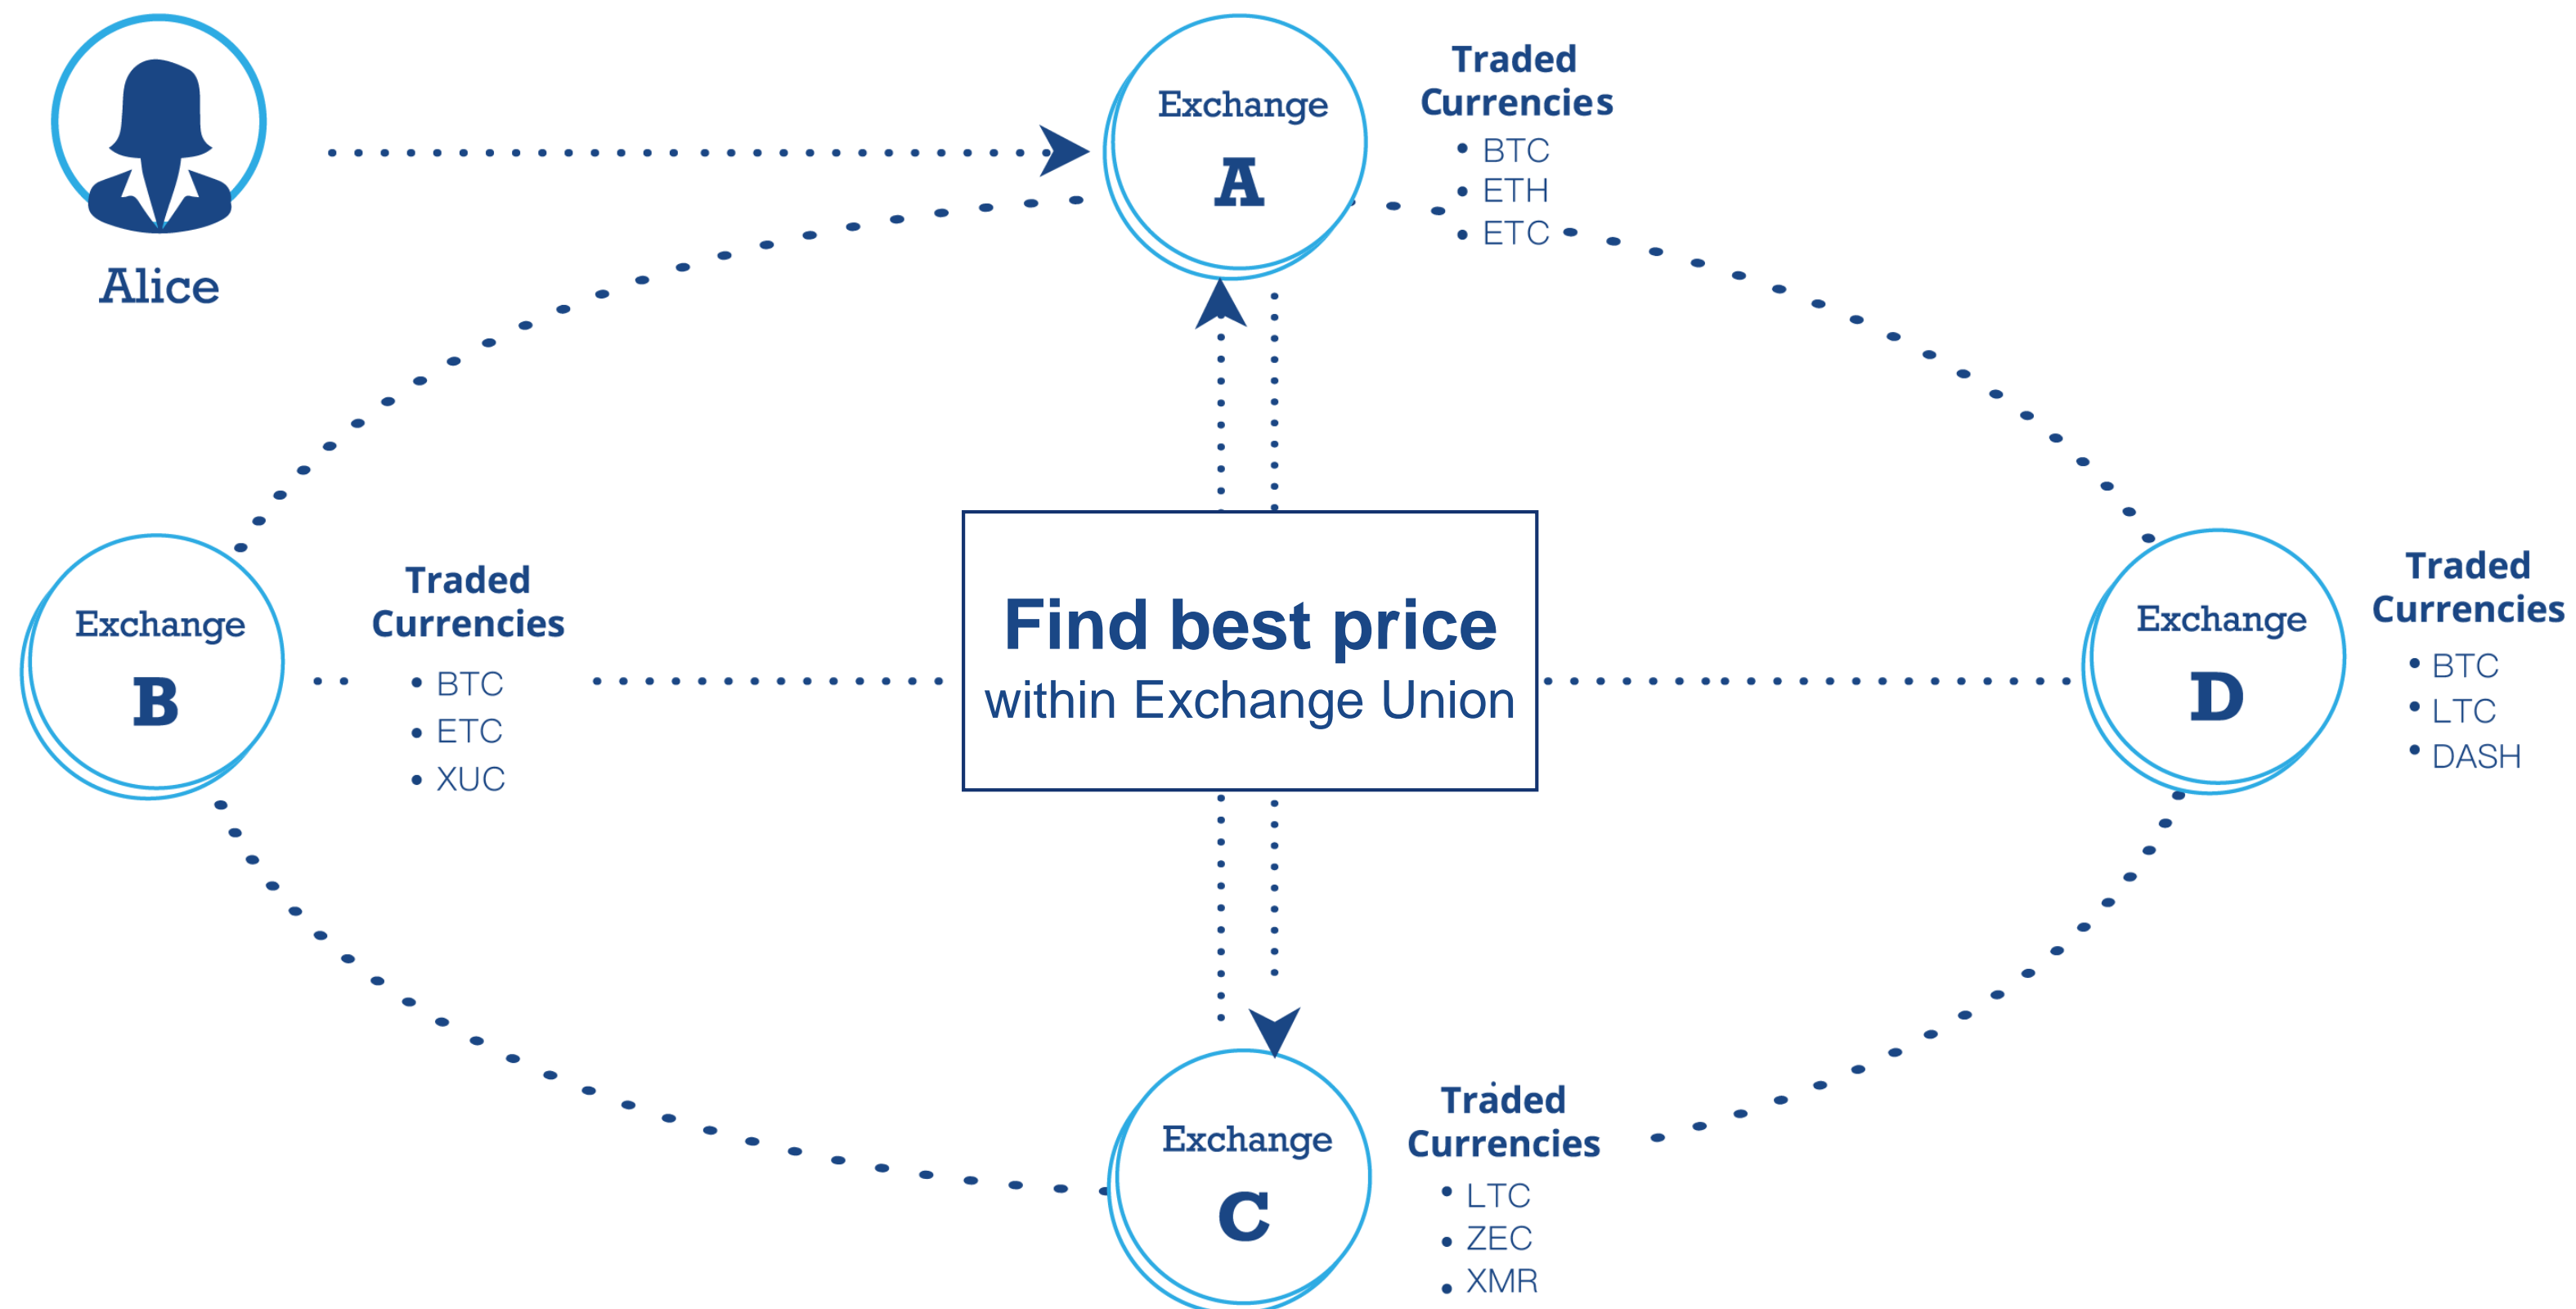 Alice
Exchange
A
Traded
Currencies
• BTC
• ETH
• ETC
Exchange
B
Traded
Currencies
• BTC
• ETC
• XUC
Find best price
within Exchange Union
Exchange
D
Traded
Currencies
• BTC
• LTC
• DASH
Exchange
C
Traded
Currencies
• LTC
• ZEC
• XMR